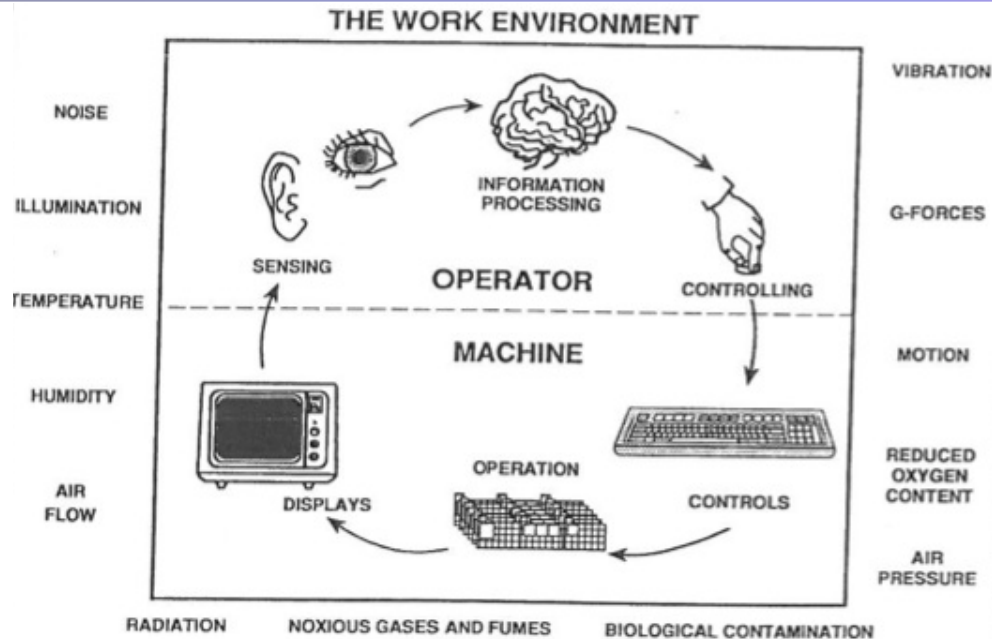 THE WORK ENVIRONMENT
NOISE
ILLUMINATION
TEMPERATURE
HUMIDITY
AIR
FLOW
VIBRATION
G-FORCES
MOTION
REDUCED
OXYGEN
CONTENT
AIR
PRESSURE
INFORMATION
PROCESSING
SENSING
OPERATOR
CONTROLLING
MACHINE
OPERATION
DISPLAYS
CONTROLS
RADIATION
NOXIOUS GASES AND FUMES
BIOLOGICAL CONTAMINATION